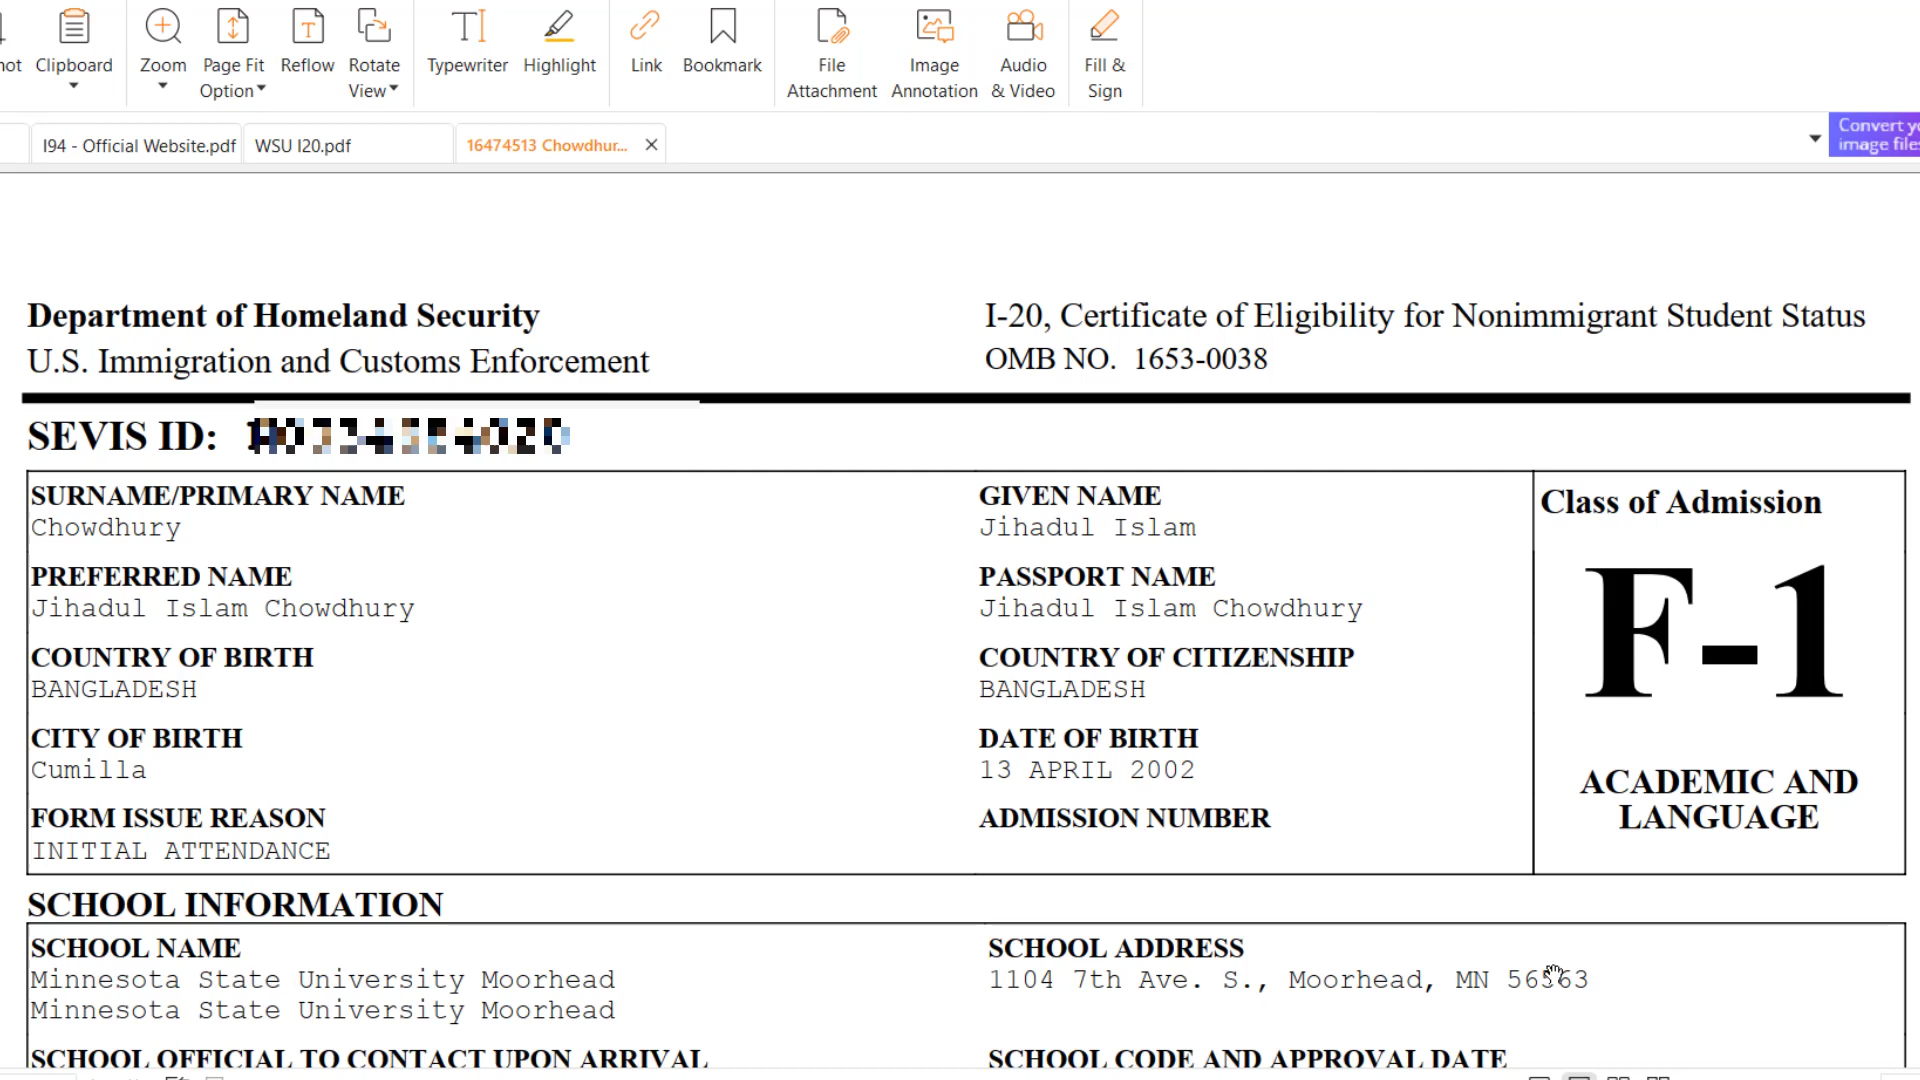 Clipboard
Zoom
Page Fit
Option
Reflow
Rotate
View
Typewriter
Highlight
Link
Bookmark
File
Attachment
Image
Annotation
Audio
& Video
Fill &
Sign
I94 - Official Website.pdf
WSU I20.pdf
16474513 Chowdhur...
Convert
image
Department of Homeland Security
U.S. Immigration and Customs Enforcement
I-20, Certificate of Eligibility for Nonimmigrant Student Status
OMB NO. 1653-0038
SEVIS ID:
SURNAME/PRIMARY NAME
Chowdhury
GIVEN NAME
Jihadul Islam
PREFERRED NAME
Jihadul Islam Chowdhury
PASSPORT NAME
Jihadul Islam Chowdhury
COUNTRY OF BIRTH
BANGLADESH
COUNTRY OF CITIZENSHIP
BANGLADESH
CITY OF BIRTH
Cumilla
DATE OF BIRTH
13 APRIL 2002
FORM ISSUE REASON
INITIAL ATTENDANCE
ADMISSION NUMBER
Class of Admission
F-1
ACADEMIC AND
LANGUAGE
SCHOOL INFORMATION
SCHOOL NAME
Minnesota State University Moorhead
Minnesota State University Moorhead
SCHOOL ADDRESS
1104 7th Ave. S., Moorhead, MN
SCHOOL OFFICIAL TO CONTACT UPON ARRIVAL
SCHOOL CODE AND APPROVAL DATE